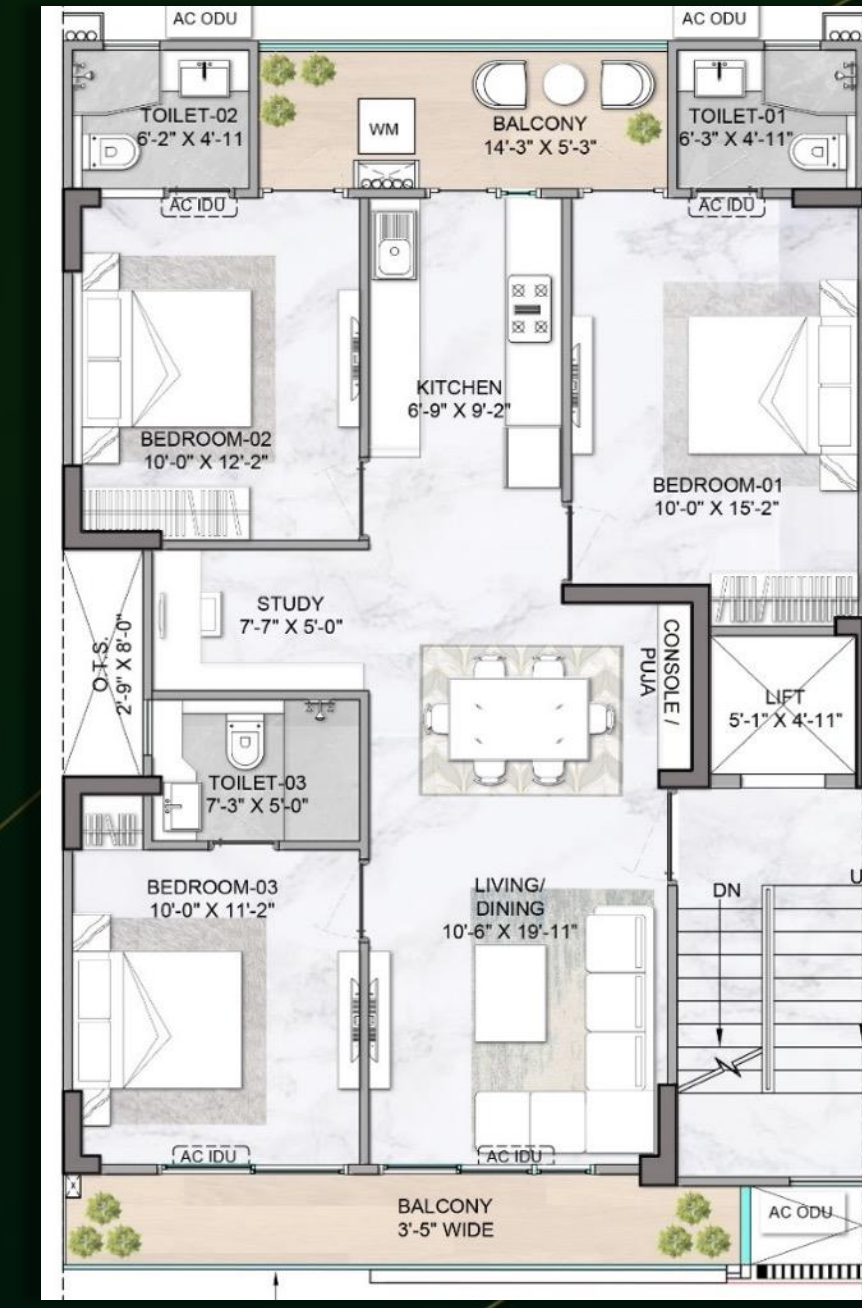 AC ODU
AC ODU
TOILET-02
6'-2" X 4'-11
WM
BALCONY
14'-3" X 5'-3"
TOILET-01
6'-3" X 4'-11"
AC IDU
AC IDU
KITCHEN
6'-9" X 9'-2"
BEDROOM-02
10'-0" X 12'-2"
BEDROOM-01
10'-0" X 15'-2"
STUDY
7'-7" X 5'-0"
O.T.S.
2'-9" X 8'-0"
CONSOLE /
PUJA
LIFT
5'-1" X 4'-11"
TOILET-03
7'-3" X 5'-0"
BEDROOM-03
10'-0" X 11'-2"
LIVING/
DINING
10'-6" X 19'-11"
DN
U
AC IDU
AC IDU
BALCONY
3'-5" WIDE
AC ODU